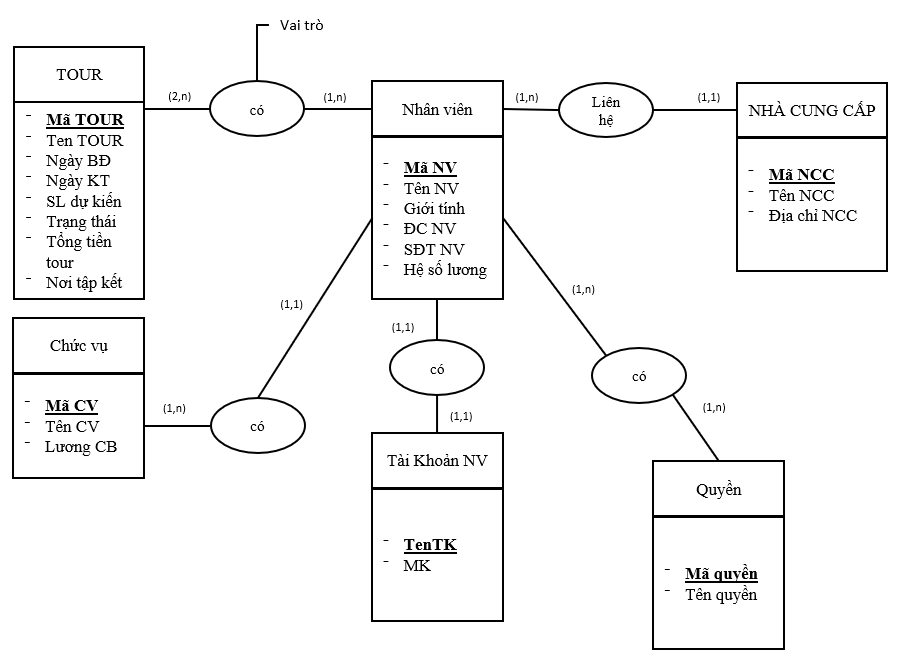 Vai trò
TOUR
- Mã TOUR
- Ten TOUR
- Ngày BĐ
- Ngày KT
- SL dự kiến
- Trạng thái
- Tổng tiền
tour
- Nơi tập kết
(2,n)
có
(1,n)
Nhân viên
- Mã NV
- Tên NV
- Giới tính
- ĐC NV
- SĐT NV
- Hệ số lương
(1,n)
Liên
hệ
(1,1)
NHÀ CUNG CẤP
- Mã NCC
- Tên NCC
- Địa chỉ NCC
Chức vụ
- Mã CV
- Tên CV
- Lương CB
(1,n)
có
(1,1)
(1,1)
có
(1,1)
Tài Khoản NV
- TenTK
- MK
(1,n)
có
(1,n)
Quyền
- Mã quyền
- Tên quyền